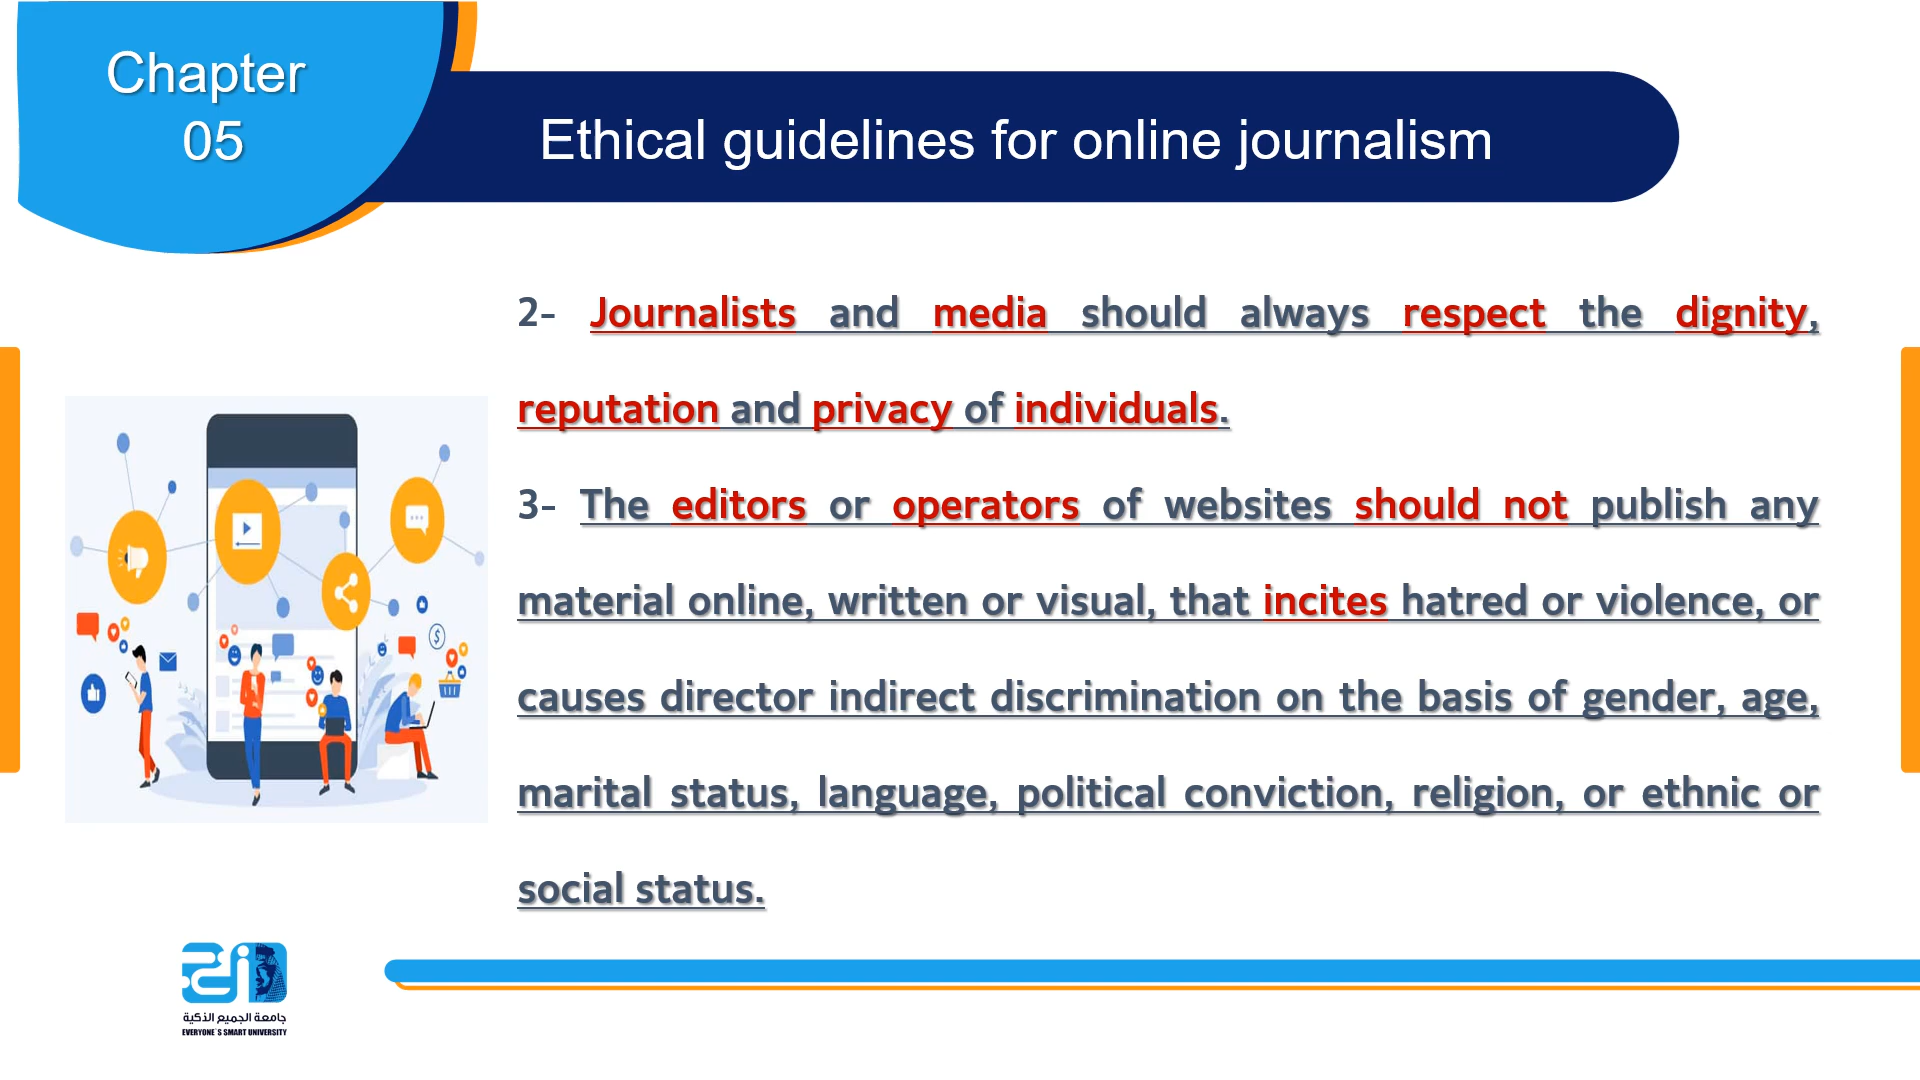 Chapter
05
Ethical guidelines for online journalism
2- Journalists and media should always respect the dignity,
reputation and privacy of individuals.
3- The editors or operators of websites should not publish any
material online, written or visual, that incites hatred or violence, or
causes director indirect discrimination on the basis of gender, age,
marital status, language, political conviction, religion, or ethnic or
social status.
جامعة الجميع الذكية
EVERYONE`S SMART UNIVERSITY